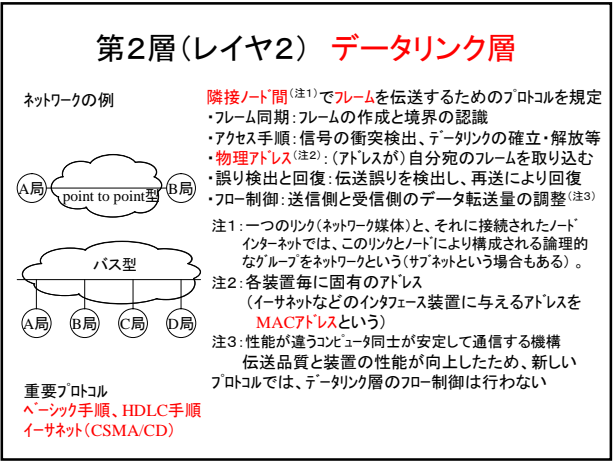 第2層(レイヤ2) データリンク層
ネットワークの例
A局
point to point型
B局
バス型
A局
B局
C局
D局
重要プロトコル
ベーシック手順、HDLC手順
イーサネット(CSMA/CD)
隣接ノード間(注1)でフレームを伝送するためのプロトコルを規定
・フレーム同期:フレームの作成と境界の認識
・アクセス手順:信号の衝突検出、データリンクの確立・解放等
・物理アドレス(注2):(アドレスが)自分宛のフレームを取り込む
・誤り検出と回復:伝送誤りを検出し、再送により回復
・フロー制御:送信側と受信側のデータ転送量の調整(注3)
注1:一つのリンク(ネットワーク媒体)と、それに接続されたノード
インターネットでは、このリンクとノードにより構成される論理的
なグループをネットワークという(サブネットという場合もある) 。
注2:各装置毎に固有のアドレス
(イーサネットなどのインタフェース装置に与えるアドレスを
MACアドレスという)
注3:性能が違うコンピュータ同士が安定して通信する機構
伝送品質と装置の性能が向上したため、新しい
プロトコルでは、データリンク層のフロー制御は行わない